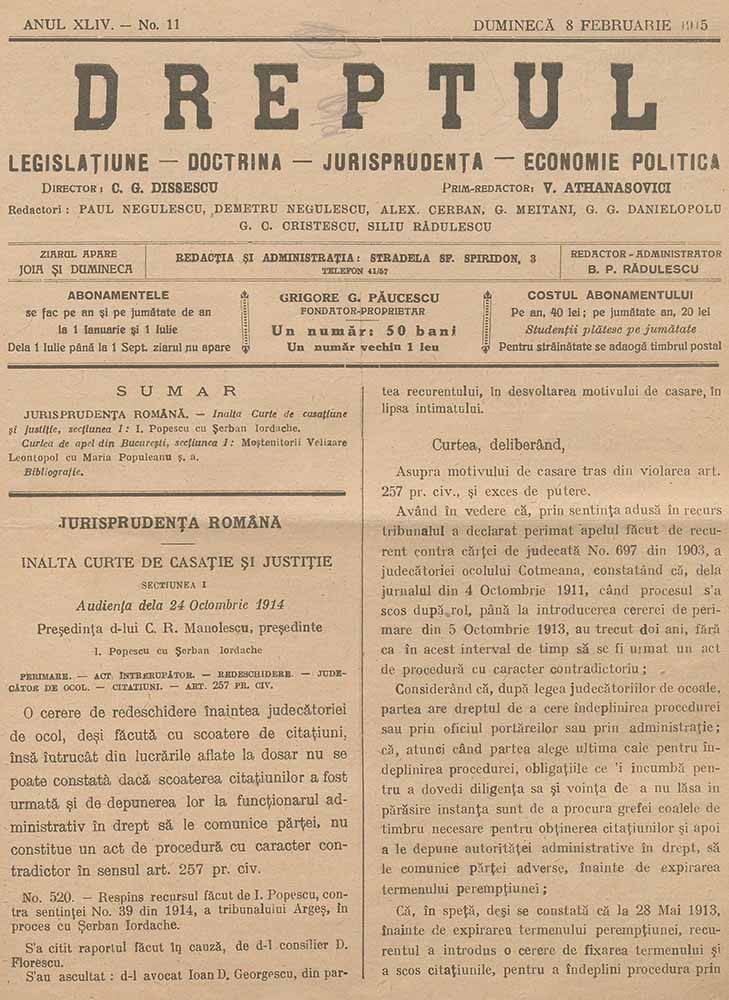 ANUL XLIV. — No. 11
DUMINECĂ 8 FEBRUARIE 1915
DREPTUL
LEGISLAȚIUNE — DOCTRINA — JURISPRUDENȚA — ECONOMIE POLITICA
DIRECTOR: C. G. DISSESCU
PRIM-REDACTOR: V. ATHANASOVICI
Redactori: PAUL NEGULESCU, DEMETRU NEGULESCU, ALEX. CERBAN, G. MEITANI, G. G. DANIELOPOLU
G. C. CRISTESCU, SILIU RĂDULESCU
ZIARUL APARE
JOIA ȘI DUMINECA
REDACȚIA ȘI ADMINISTRAȚIA: STRADELA SF. SPIRIDON, 3
TELEFON 41/57
REDACTOR-ADMINISTRATOR
B. P. RĂDULESCU
ABONAMENTELE
se fac pe an și pe jumătate de an
la 1 Ianuarie și 1 Iulie
Dela 1 Iulie până la 1 Sept. ziarul nu apare
GRIGORE G. PĂUCESCU
FONDATOR-PROPRIETAR
Un număr: 50 bani
Un număr vechin 1 leu
COSTUL ABONAMENTULUI
Pe an, 40 lei; pe jumătate an, 20 lei
Studenții plătesc pe jumătate
Pentru străinătate se adaogă timbrul postal
SUMAR
JURISPRUDENȚA ROMÂNĂ. — Inalta Curte de casațiune
și justiție, secțiunea I: I. Popescu cu Șerban Iordache.
Curtea de apel din București, secțiunea I: Moștenitorii Velizare
Leontopol cu Maria Populeanu ș. a.
Bibliografie.
JURISPRUDENȚA ROMÂNĂ
INALTA CURTE DE CASAȚIE ȘI JUSTIȚIE
SECTIUNEA I
Audiența dela 24 Octombrie 1914
Președința d-lui C. R. Manolescu, președinte
I. Popescu cu Șerban Iordache
PERIMARE. — ACT INTRERUPĂTOR. — REDESCHIDERE. — JUDE-
CĂTOR DE OCOL. — CITATIUNI. — ART. 257 PR. CIV.
O cerere de redeschidere înaintea judecătoriei
de ocol, deși făcută cu scoatere de citațiuni,
însă întrucât din lucrările aflate la dosar nu se
poate constată dacă scoaterea citațiunilor a fost
urmată și de depunerea lor la funcționarul ad-
ministrativ în drept să le comunice părței, nu
constitue un act de procedură cu caracter con-
tradictor în sensul art. 257 pr. civ.
No. 520. — Respins recursul făcut de I. Popescu, con-
tra sentinței No. 39 din 1914, a tribunalului Argeș, în
proces cu Șerban Iordache.
S'a citit raportul făcut în cauză, de d-l consilier D.
Florescu.
S'au ascultat: d-l avocat Ioan D. Georgescu, din par-
tea recurentului, în desvoltarea motivului de casare, în
lipsa intimatului.
Curtea, deliberând,
Asupra motivului de casare tras din violarea art.
257 pr. civ., și exces de putere.
Având în vedere că, prin sentința adusă în recurs
tribunalul a declarat perimat apelul făcut de recu-
rent contra cărței de judecată No. 697 din 1903, a
judecătoriei ocolului Cotmeana, constatând că, dela
jurnalul din 4 Octombrie 1911, când procesul s'a
scos după rol, până la introducerea cererei de peri-
mare din 5 Octombrie 1913, au trecut doi ani, fără
ca în acest interval de timp să se fi urmat un act
de procedură cu caracter contradictoriu;
Considerând că, după legea judecătoriilor de ocoale,
partea are dreptul de a cere îndeplinirea procedurei
sau prin oficiul portăreilor sau prin administrație;
că, atunci când partea alege ultima cale pentru în-
deplinirea procedurei, obligațiile ce 'i incumbă pen-
tru a dovedi diligența sa și voința de a nu lăsa în
părăsire instanța sunt de a procura grefei coalele de
timbru necesare pentru obținerea citațiunilor și apoi
a le depune autorităței administrative în drept, să
le comunice părței adverse, înainte de expirarea
termenului perempțiunei;
Că, în speță, deși se constată că la 28 Mai 1913,
înainte de expirarea termenului perempțiunei, recu-
rentul a introdus o cerere de fixarea termenului și
a scos citațiunile, pentru a îndeplini procedura prin